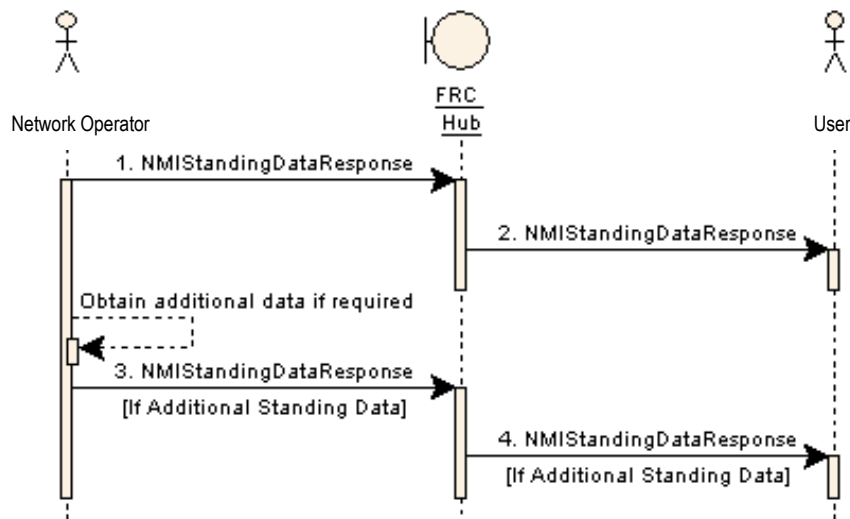 Network Operator
FRC
Hub
User
1. NMIStandingDataResponse
2. NMIStandingDataResponse
Obtain additional data if required
3. NMIStandingDataResponse
[If Additional Standing Data]
4. NMIStandingDataResponse
[If Additional Standing Data]